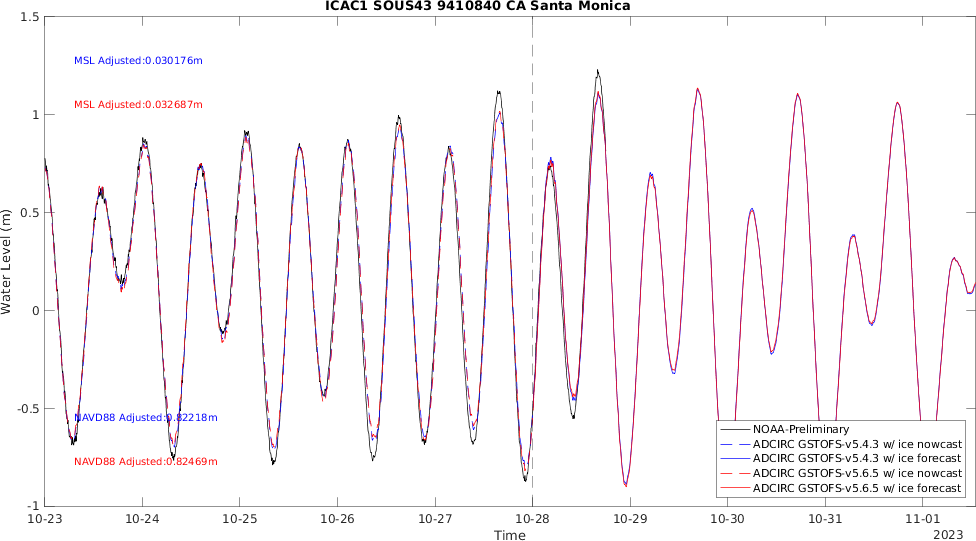 ICAC1 SOUS43 9410840 CA Santa Monica
1.5
MSL Adjusted:0.030176m
MSL Adjusted:0.032687m
1
0.5
Water Level (m)
0
-0.5
NAVD88 Adjusted:0.82218m
NAVD88 Adjusted:0.82469m
-1
NOAA-Preliminary
ADCIRC GSTOFS-v5.4.3 w/ ice nowcast
ADCIRC GSTOFS-v5.4.3 w/ ice forecast
ADCIRC GSTOFS-v5.6.5 w/ ice nowcast
ADCIRC GSTOFS-v5.6.5 w/ ice forecast
10-23 10-24 10-25 10-26 10-27 10-28 10-29 10-30 10-31 11-01
Time
2023